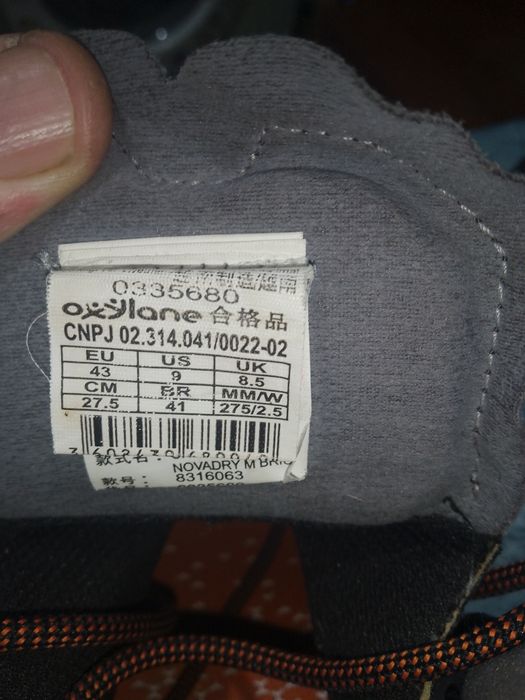 0335680
oxylane 合格品
CNPJ 02.314.041/0022-02
EU US UK
43 9 8.5
CM BR MM/W
27.5 41 275/2.5
款式名: NOVADRY M
款号: 8316063